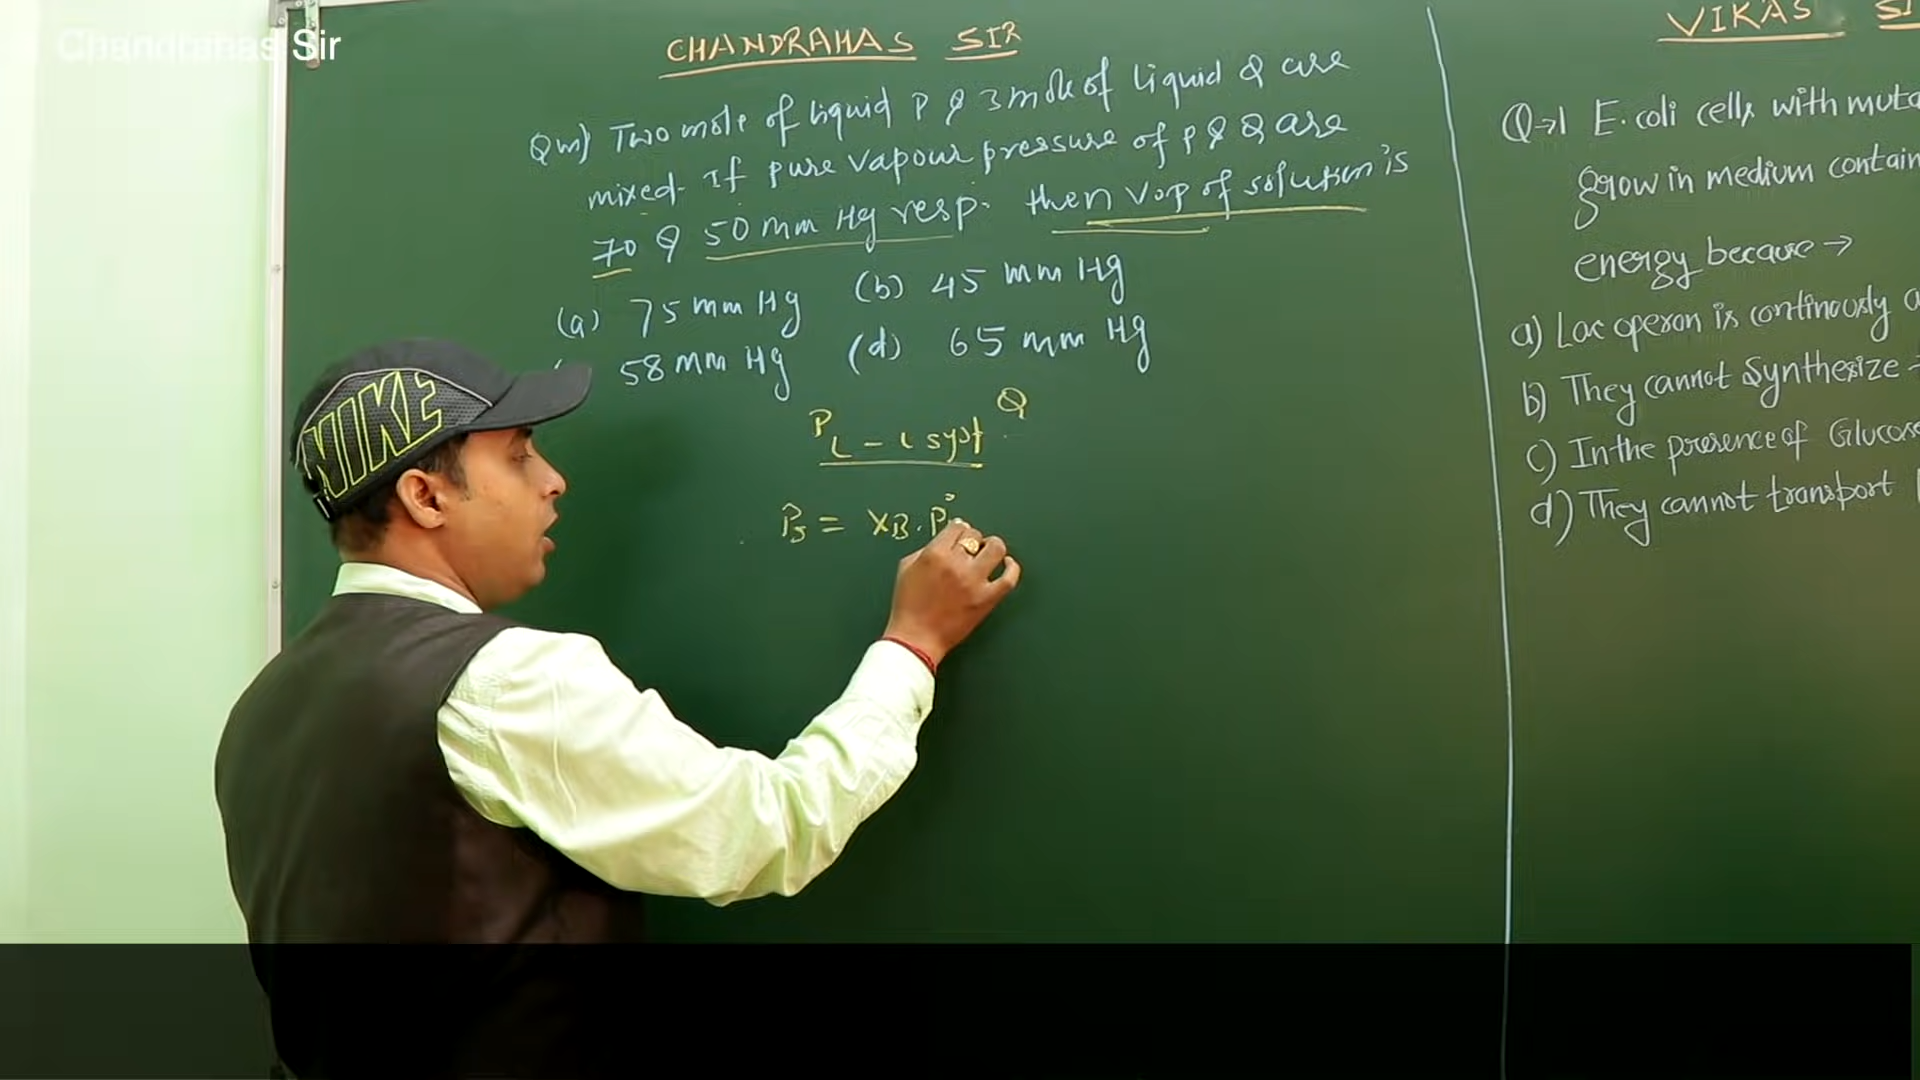 Chandrahas Sir
CHANDRAHAS SIR
Qm) Two mole of liquid P & 3 mole of liquid Q are
mixed. If pure vapour pressure of P & Q are
70 & 50 mm Hg resp. then V.P of solution is
(a) 75 mm Hg (b) 45 mm Hg
58 mm Hg (d) 65 mm Hg
P L - L syst Q
Ps = XB. P°
NIKE
VIKAS SI
Q→1 E. coli cells with muta
grow in medium contain
energy because →
a) Lac operon is continously a
b) They cannot Synthesize
c) In the presence of Glucose
d) They cannot transport